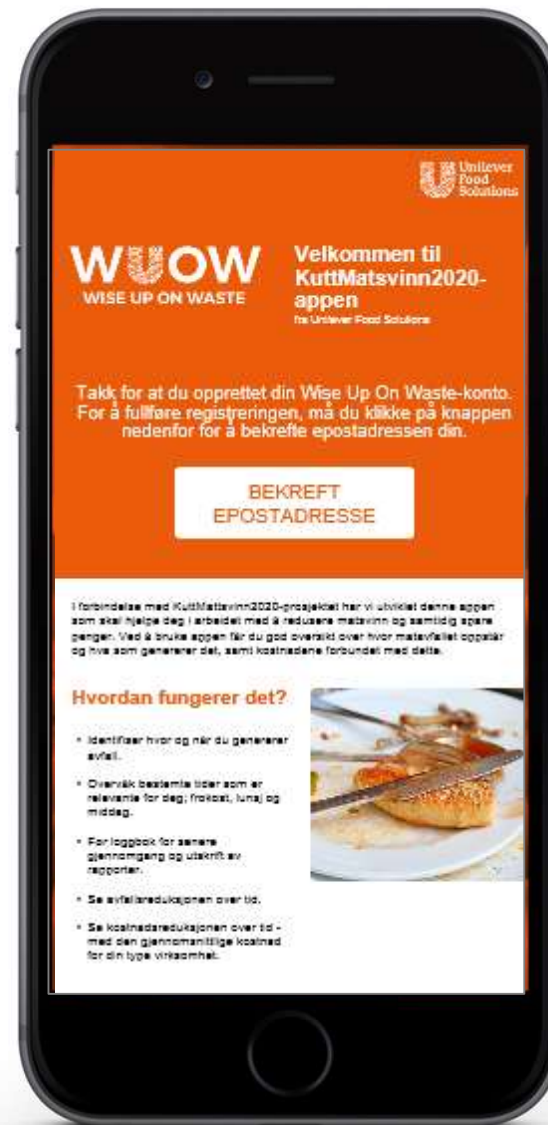 Unilever
Food
Solutions
WUOW
WISE UP ON WASTE
Velkommen til
KuttMatsvinn2020-
appen
fra Unilever Food Solutions
Takk for at du opprettet din Wise Up On Waste-konto.
For å fullføre registreringen, må du klikke på knappen
nedenfor for å bekrefte epostadressen din.
BEKREFT
EPOSTADRESSE
I forbindelse med KuttMattsvinn2020-prosjektet har vi utviklet denne appen
som skal hjelpe deg i arbeidet med å redusere matsvinn og samtidig spare
penger. Ved å bruke appen får du god oversikt over hvor matavfallet oppstår
og hva som genererer det, samt kostnadene forbundet med dette.
Hvordan fungerer det?
• Identifiser hvor og når du genererer
avfall.
• Overvåk bestemte tider som er
relevante for deg; frokost, lunsj og
middag.
• Før loggbok for senere
gjennomgang og utskrift av
rapporter.
• Se avfallsreduksjonen over tid.
• Se kostnadsreduksjonen over tid -
med den gjennomsnittlige kostnad
for din type virksomhet.